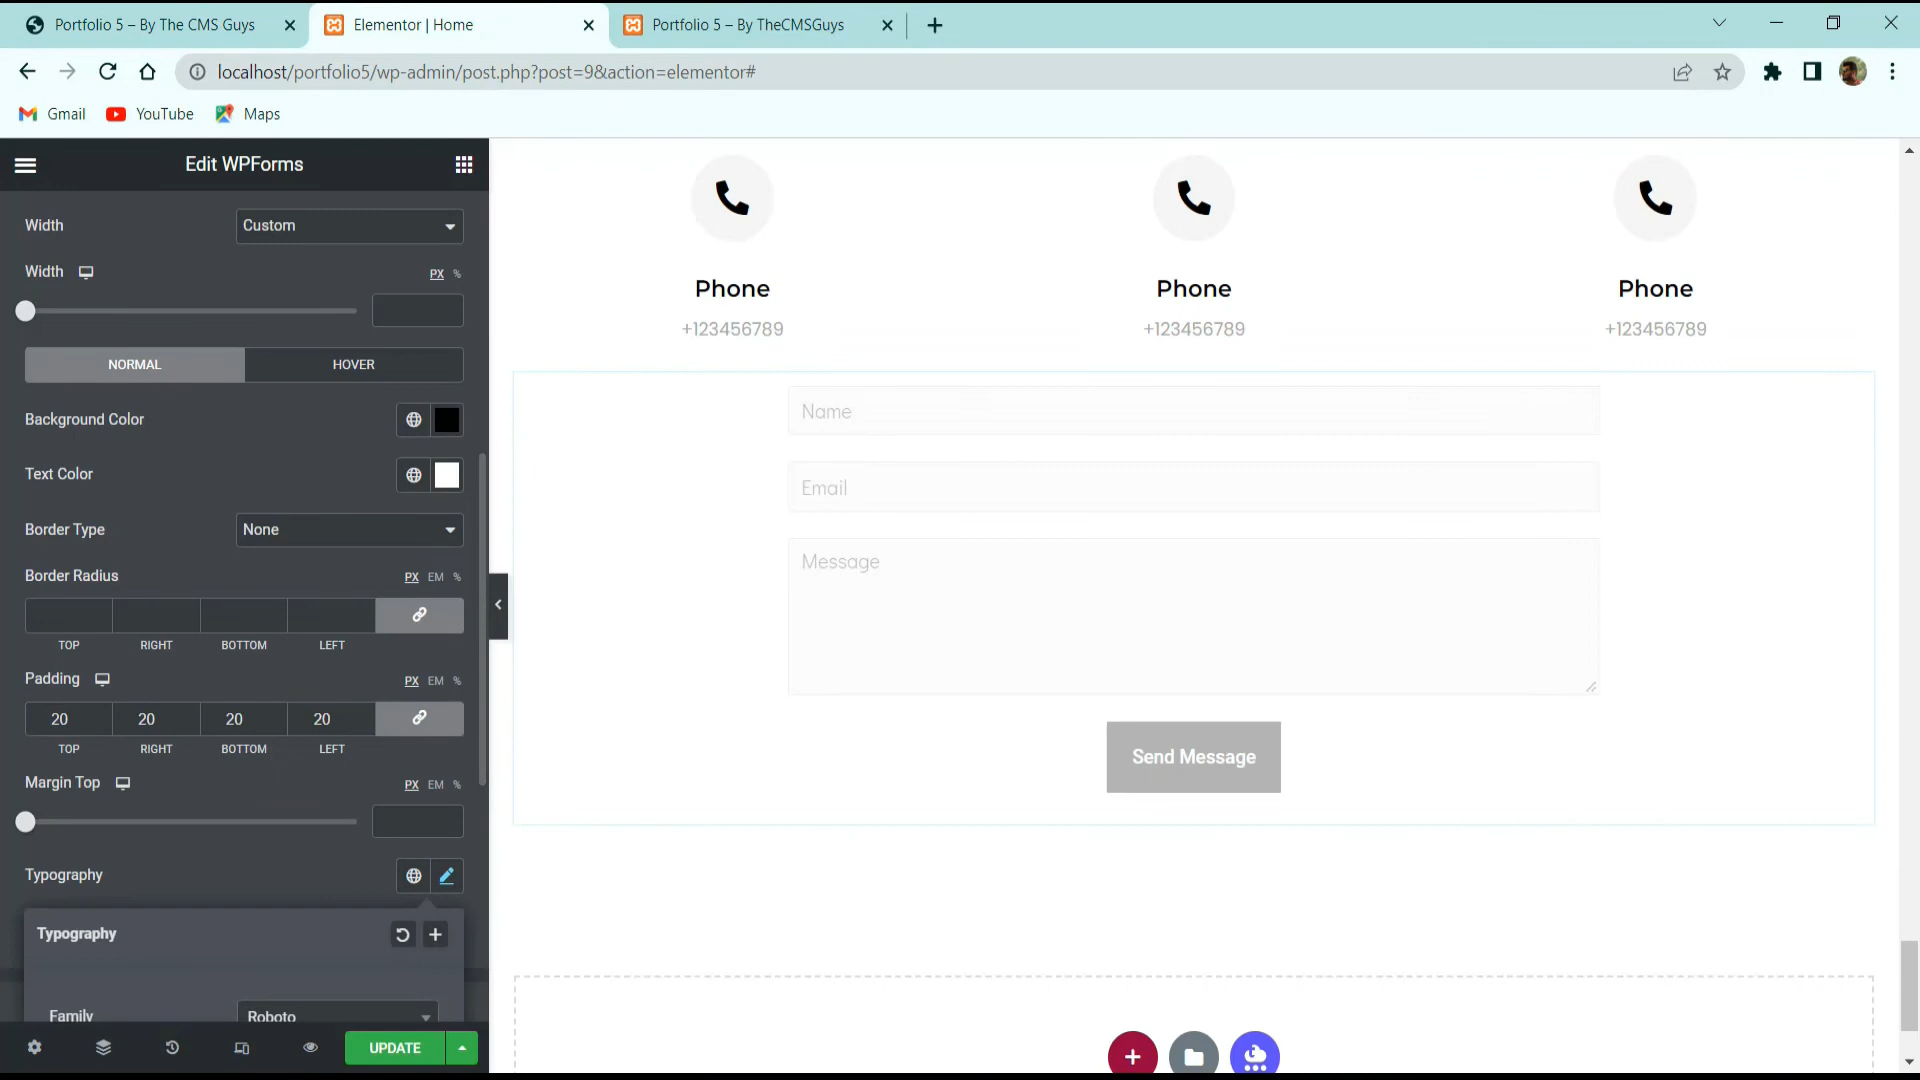 Portfolio 5 – By The CMS Guys
Elementor | Home
Portfolio 5 – By TheCMSGuys
localhost/portfolio5/wp-admin/post.php?post=9&action=elementor#
Gmail
YouTube
Maps
Edit WPForms
Width
Custom
Width
PX %
NORMAL
HOVER
Background Color
Text Color
Border Type
None
Border Radius
PX EM %
TOP RIGHT BOTTOM LEFT
Padding
PX EM %
20 20 20 20
TOP RIGHT BOTTOM LEFT
Margin Top
PX EM %
Typography
Typography
Family
Roboto
UPDATE
Phone
+123456789
Phone
+123456789
Phone
+123456789
Name
Email
Message
Send Message